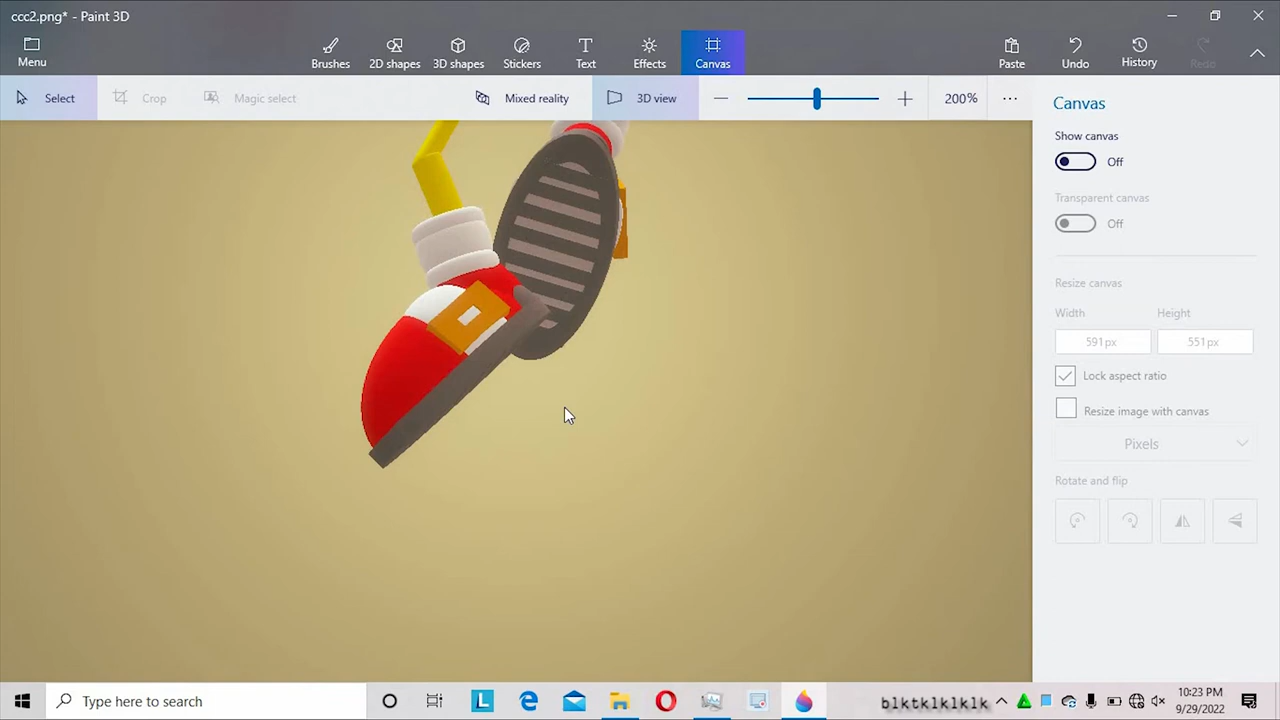 ccc2.png* - Paint 3D
Menu
Brushes
2D shapes
3D shapes
Stickers
Text
Effects
Canvas
Paste
Undo
History
Redo
Select
Crop
Magic select
Mixed reality
3D view
200%
Canvas
Show canvas
Off
Transparent canvas
Off
Resize canvas
Width
Height
591px
551px
Lock aspect ratio
Resize image with canvas
Pixels
Rotate and flip
Type here to search
L
blktklklklk
10:23 PM
9/29/2022